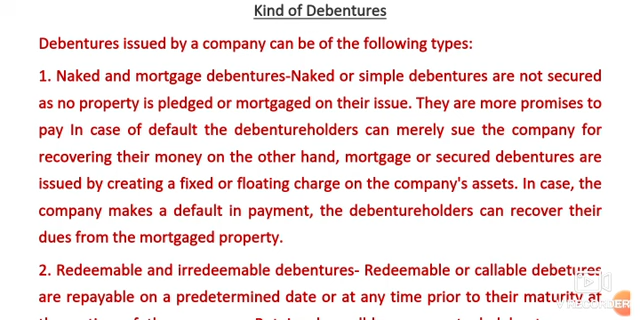 Kind of Debentures
Debentures issued by a company can be of the following types:
1. Naked and mortgage debentures-Naked or simple debentures are not secured
as no property is pledged or mortgaged on their issue. They are more promises to
pay In case of default the debentureholders can merely sue the company for
recovering their money on the other hand, mortgage or secured debentures are
issued by creating a fixed or floating charge on the company's assets. In case, the
company makes a default in payment, the debentureholders can recover their
dues from the mortgaged property.
2. Redeemable and irredeemable debentures- Redeemable or callable debetures
are repayable on a predetermined date or at any time prior to their maturity at
RECORDER